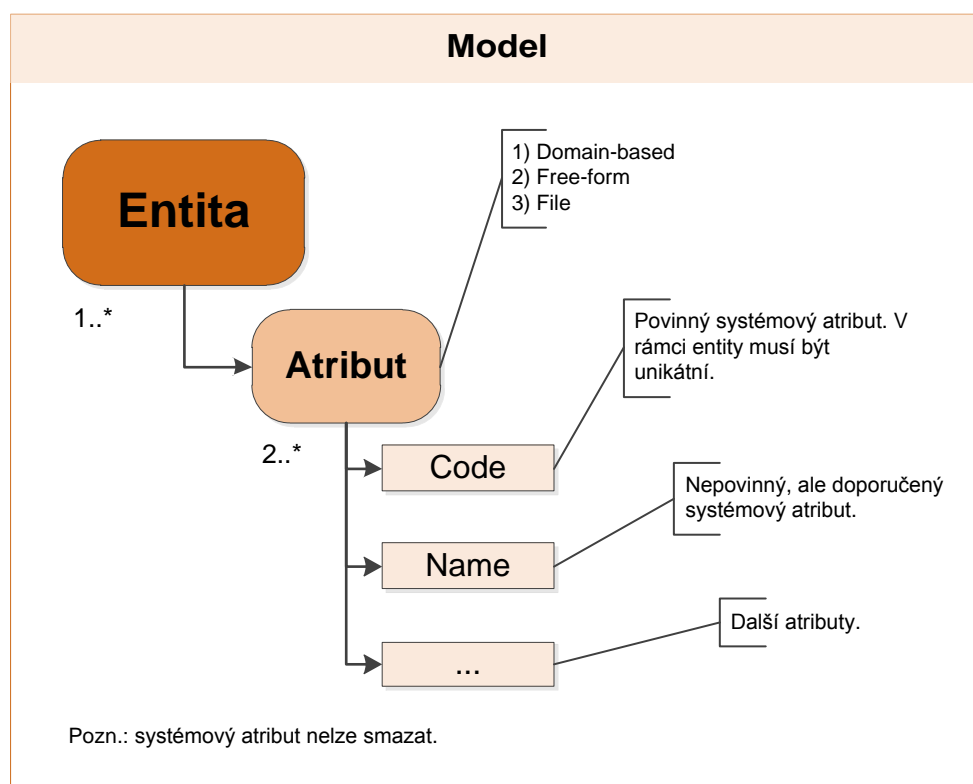 Model
1) Domain-based
2) Free-form
3) File
Entita
1..*
Povinný systémový atribut. V
rámci entity musí být
unikátní.
Atribut
2..*
Code
Nepovinný, ale doporučený
systémový atribut.
Name
Další atributy.
...
Pozn.: systémový atribut nelze smazat.